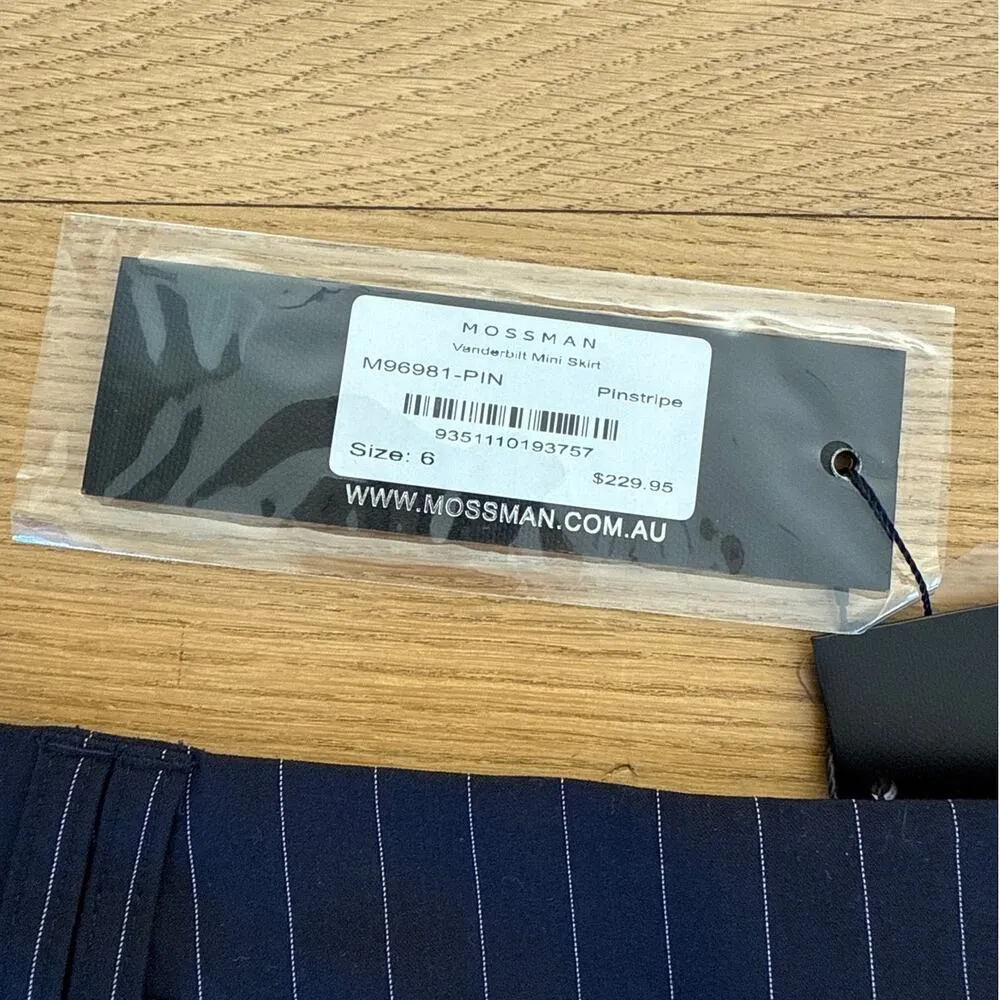 MOSSMAN
Vanderbilt Mini Skirt
M96981-PIN
Pinstripe
9351110193757
Size: 6
$229.95
WWW.MOSSMAN.COM.AU